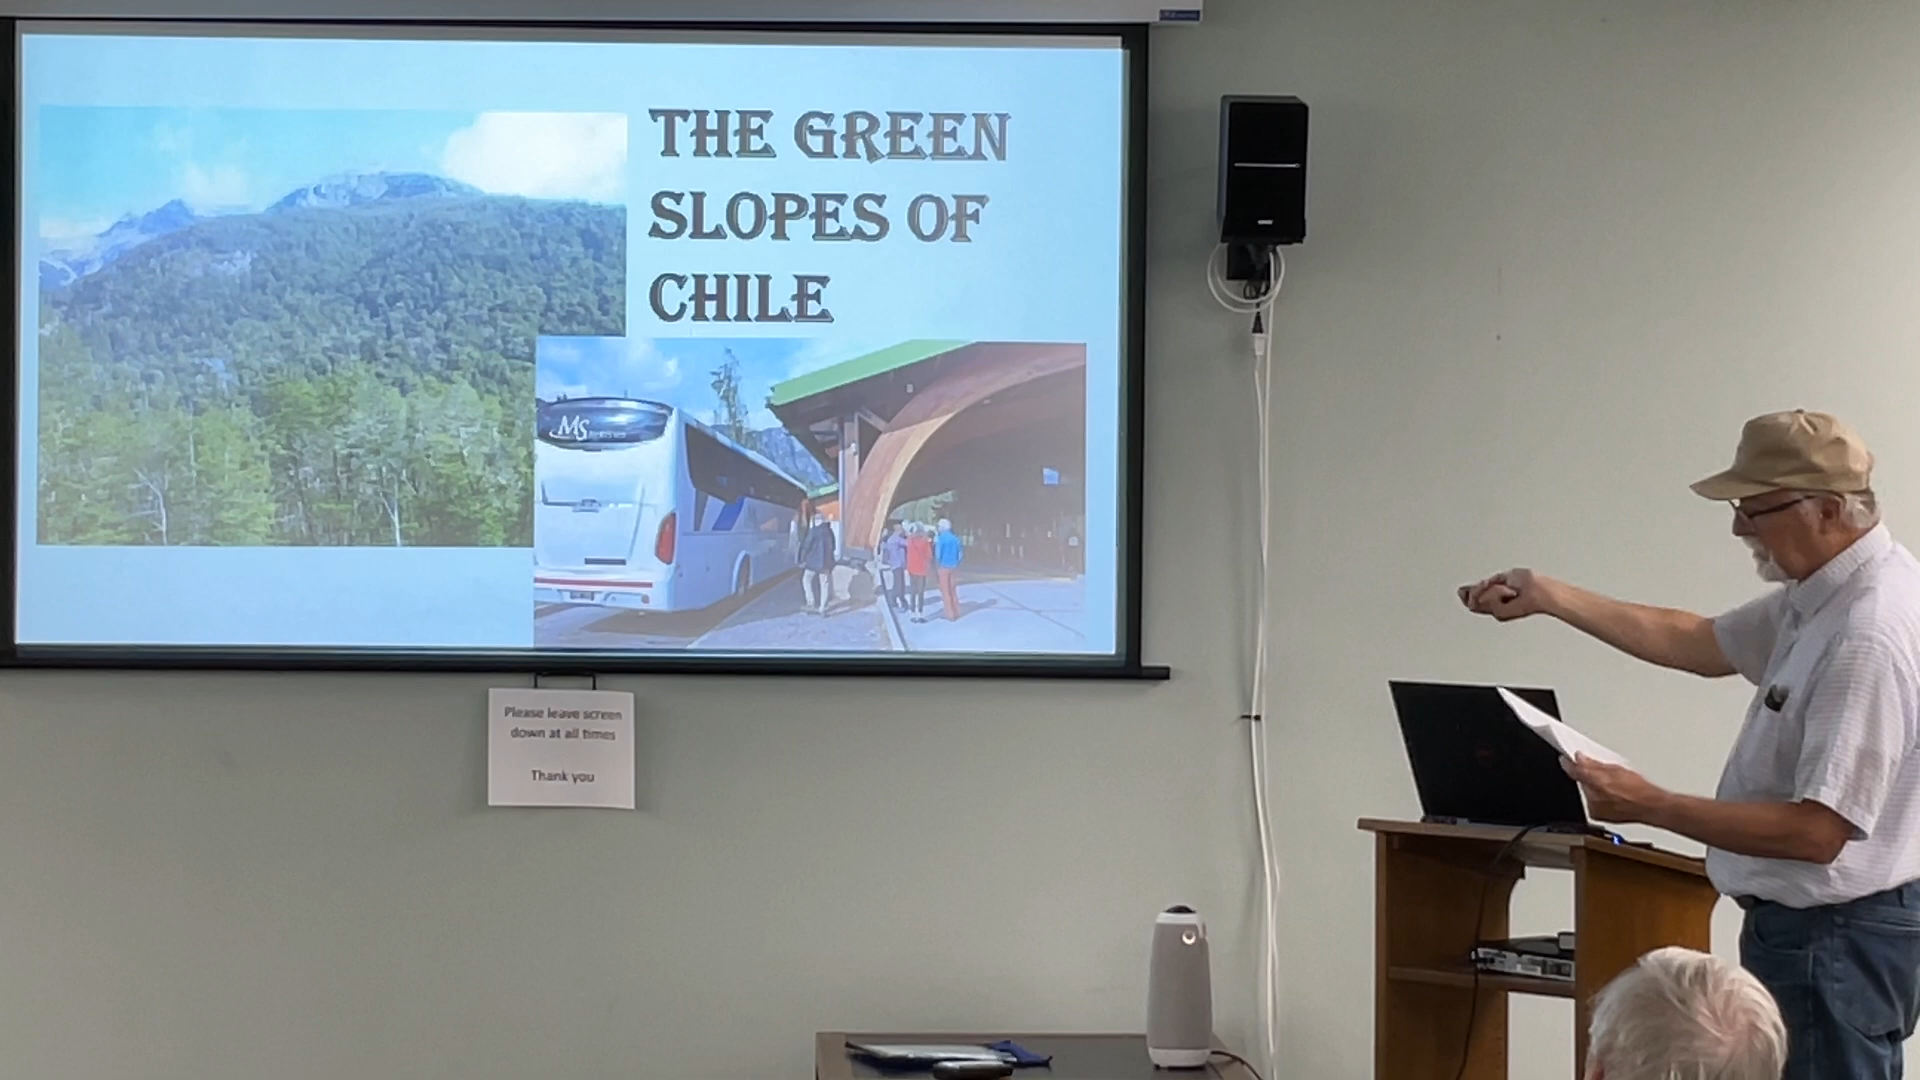 THE GREEN
SLOPES OF
CHILE
MS
Please leave screen
down at all times
Thank you